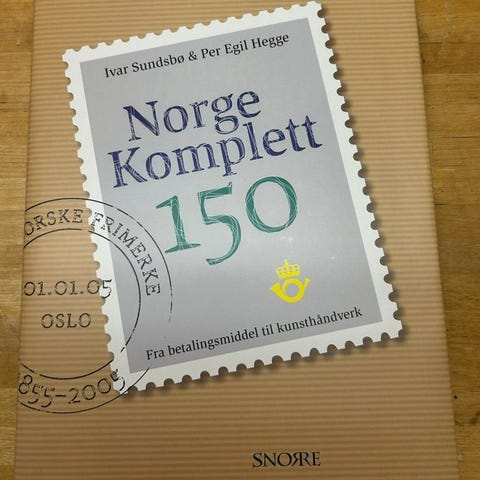 Ivar Sundsbø & Per Egil Hegge
Norge
Komplett
150
Fra betalingsmiddel til kunsthåndverk
ORSKE FRIMERKE
01.01.05
OSLO
855-2005
SNORRE